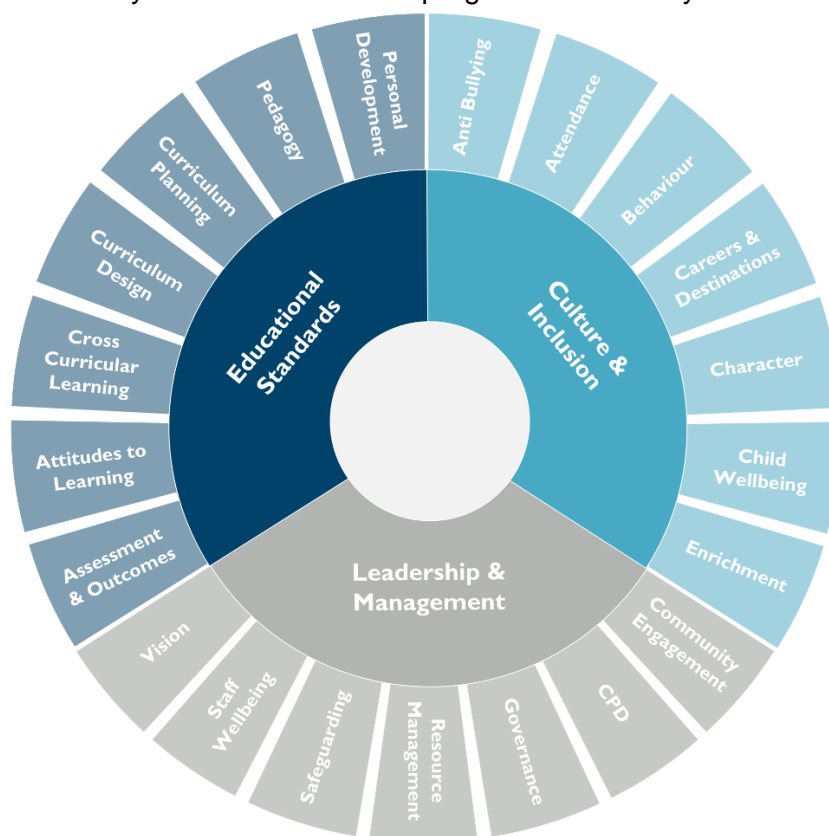 Personal
Development
Anti Bullying
Attendance
Behaviour
Careers &
Destinations
Character
Child
Wellbeing
Enrichment
Community
Engagement
CPD
Governance
Resource
Management
Safeguarding
Staff
Wellbeing
Vision
Assessment
& Outcomes
Attitudes to
Learning
Cross
Curricular
Learning
Curriculum
Design
Curriculum
Planning
Pedagogy
Educational
Standards
Culture &
Inclusion
Leadership &
Management